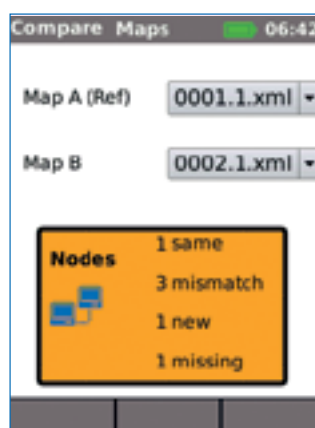 Compare Maps 06:42
Map A (Ref) 0001.1.xml
Map B 0002.1.xml
Nodes
1 same
3 mismatch
1 new
1 missing